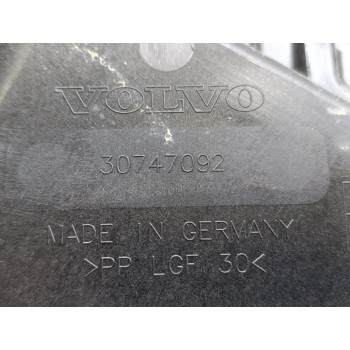 VOLVO
30747092
MADE IN GERMANY
>PP LGF 30<